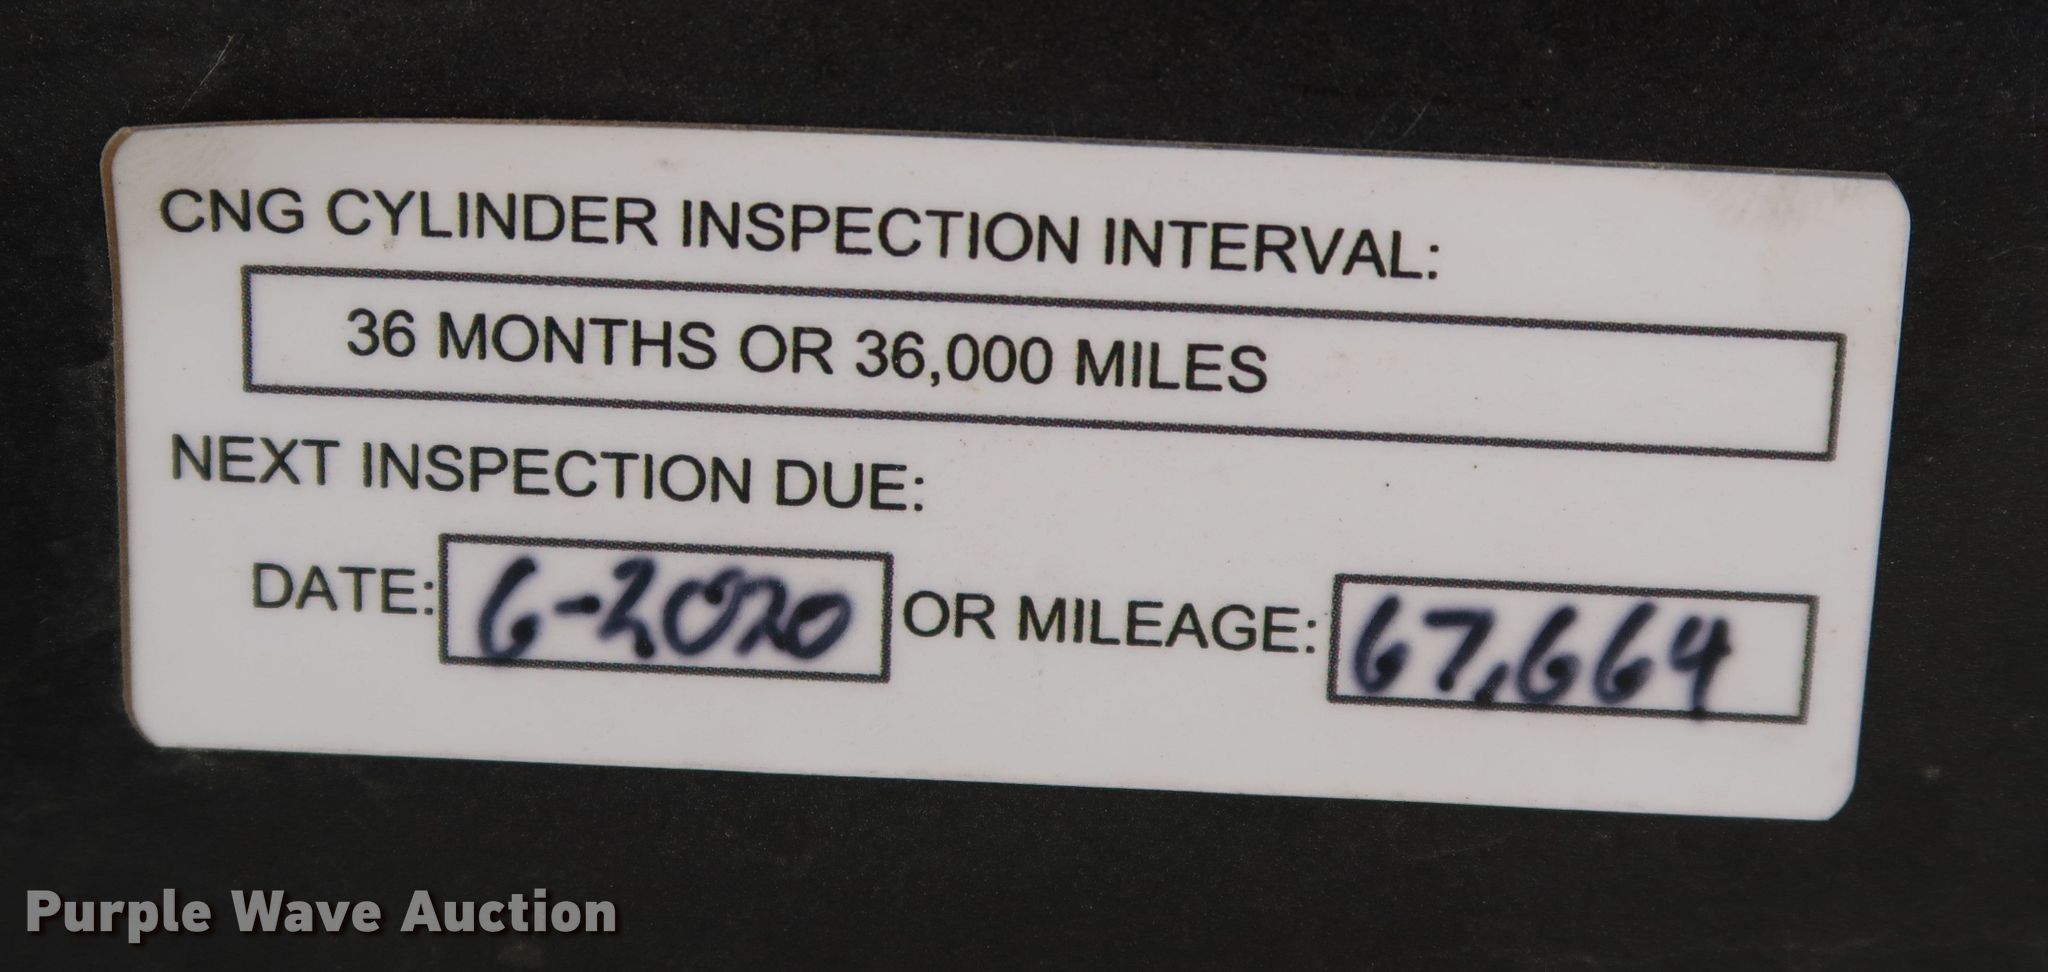 CNG CYLINDER INSPECTION INTERVAL:
36 MONTHS OR 36,000 MILES
NEXT INSPECTION DUE:
DATE: 6-2020 OR MILEAGE: 67,664
Purple Wave Auction